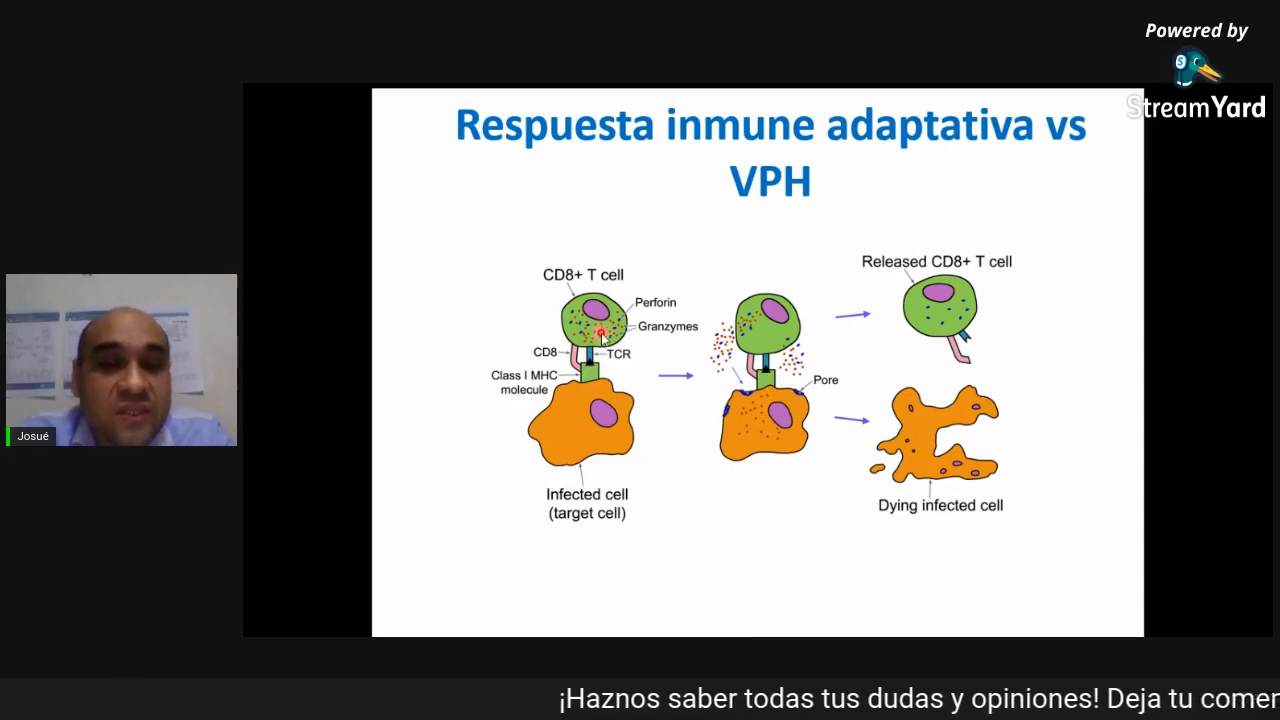 Powered by
StreamYard
Respuesta inmune adaptativa vs
VPH
Released CD8+ T cell
CD8+ T cell
Perforin
Granzymes
CD8
TCR
Class I MHC
molecule
Pore
Infected cell
(target cell)
Dying infected cell
Josué
¡Haznos saber todas tus dudas y opiniones! Deja tu comer